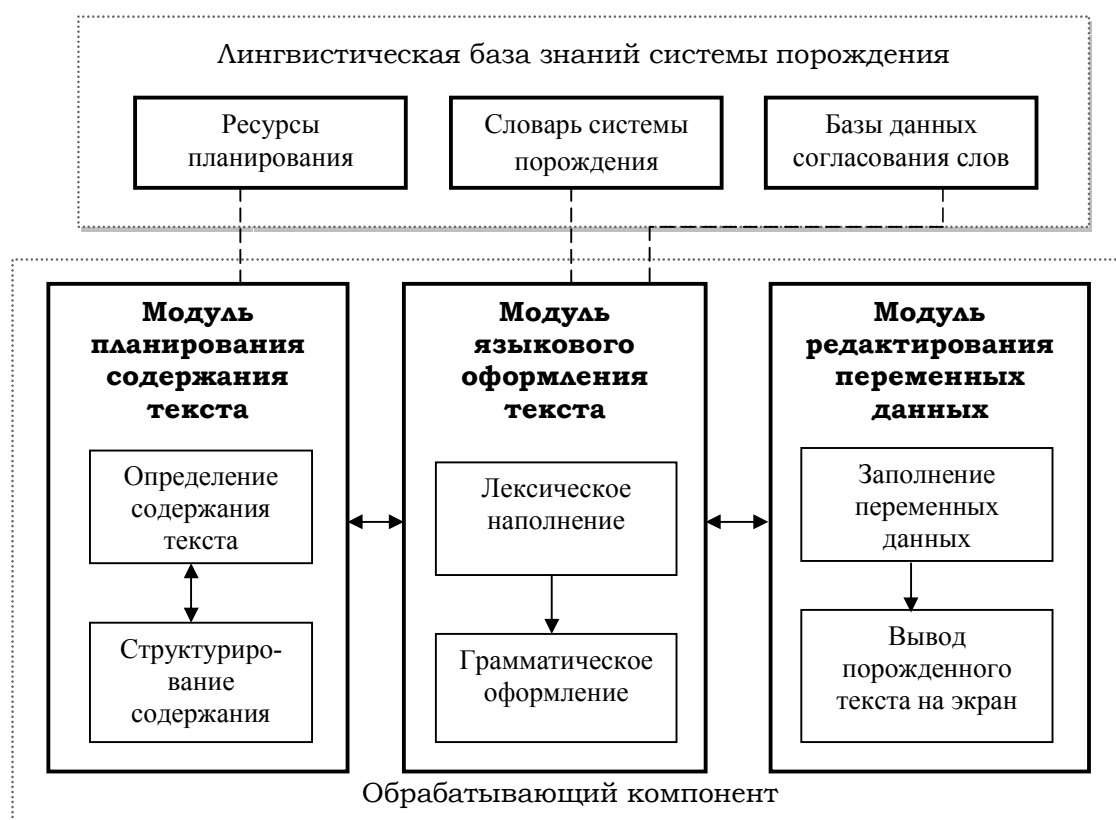 Лингвистическая база знаний системы порождения
Ресурсы
планирования
Словарь системы
порождения
Базы данных
согласования слов
Модуль
планирования
содержания
текста
Определение
содержания
текста
Структуриро-
вание
содержания
Модуль
языкового
оформления
текста
Лексическое
наполнение
Грамматическое
оформление
Модуль
редактирования
переменных
данных
Заполнение
переменных
данных
Вывод
порожденного
текста на экран
Обрабатывающий компонент